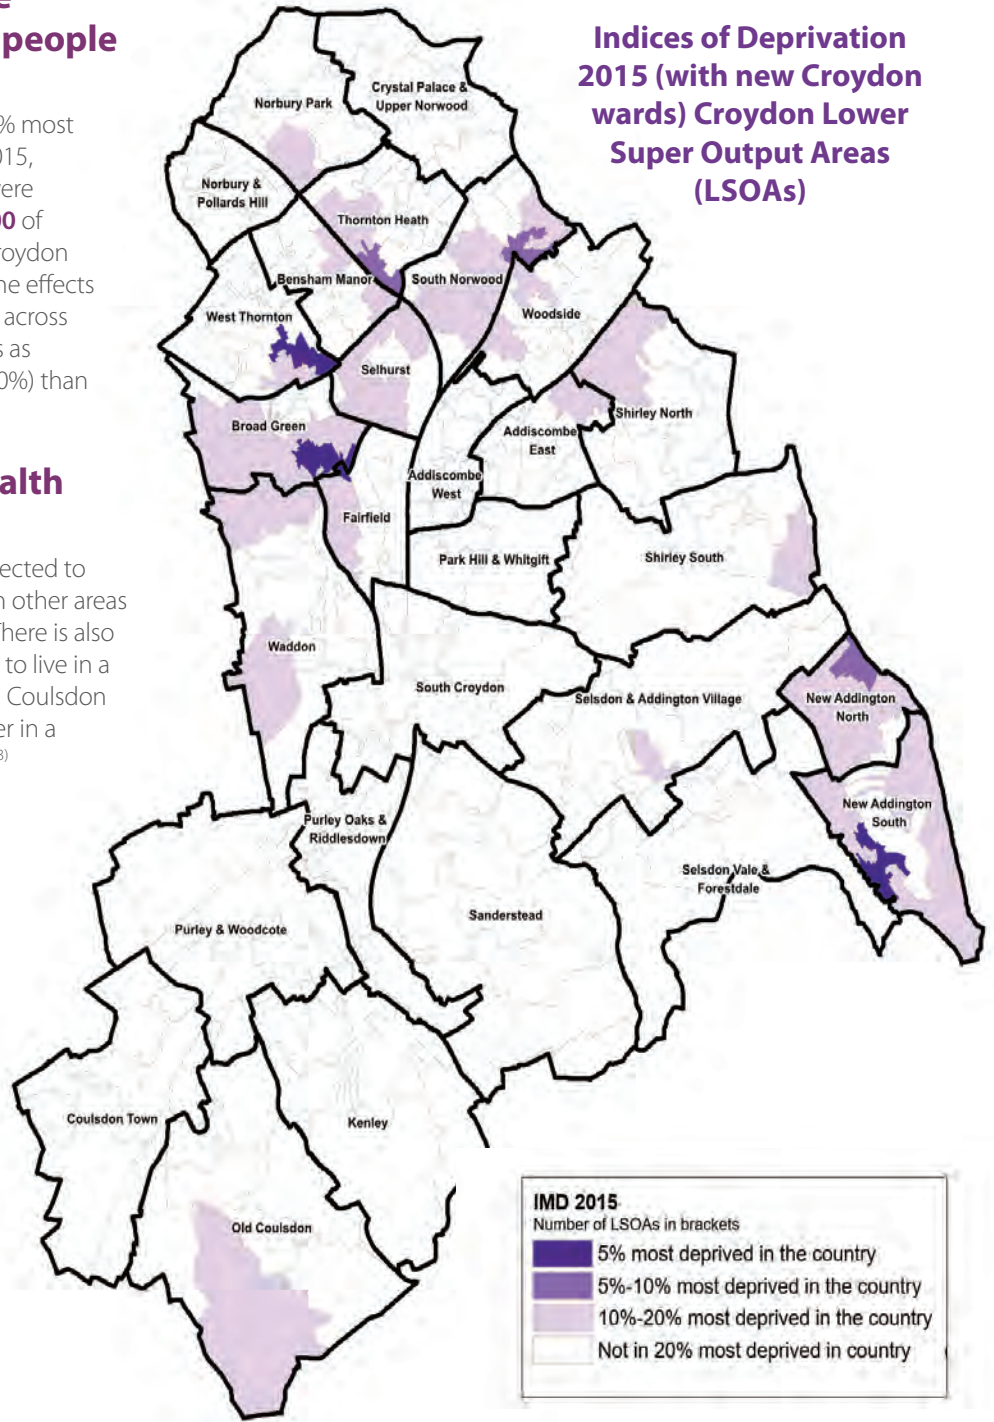 people
% most
015,
vere
00 of
roydon
ne effects
across
s as
0%) than
alth
ected to
n other areas
There is also
to live in a
Coulsdon
er in a
3)
Indices of Deprivation
2015 (with new Croydon
wards) Croydon Lower
Super Output Areas
(LSOAs)
Norbury Park
Crystal Palace &
Upper Norwood
Norbury &
Pollards Hill
Thornton Heath
Bensham Manor
South Norwood
West Thornton
Woodside
Selhurst
Broad Green
Shirley North
Addiscombe
East
Addiscombe
West
Fairfield
Park Hill & Whitgift
Shirley South
Waddon
South Croydon
Selsdon & Addington Village
New Addington
North
New Addington
South
Purley Oaks &
Riddlesdown
Selsdon Vale &
Forestdale
Sanderstead
Purley & Woodcote
Coulsdon Town
Kenley
Old Coulsdon
IMD 2015
Number of LSOAs in brackets
5% most deprived in the country
5%-10% most deprived in the country
10%-20% most deprived in the country
Not in 20% most deprived in country